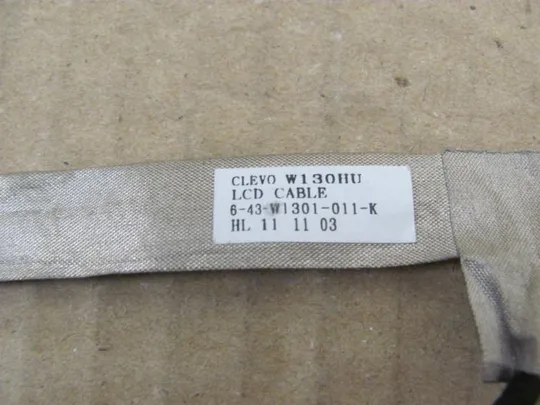 CLEVO W130HU
LCD CABLE
6-43-W1301-011-K
HL 11 11 03